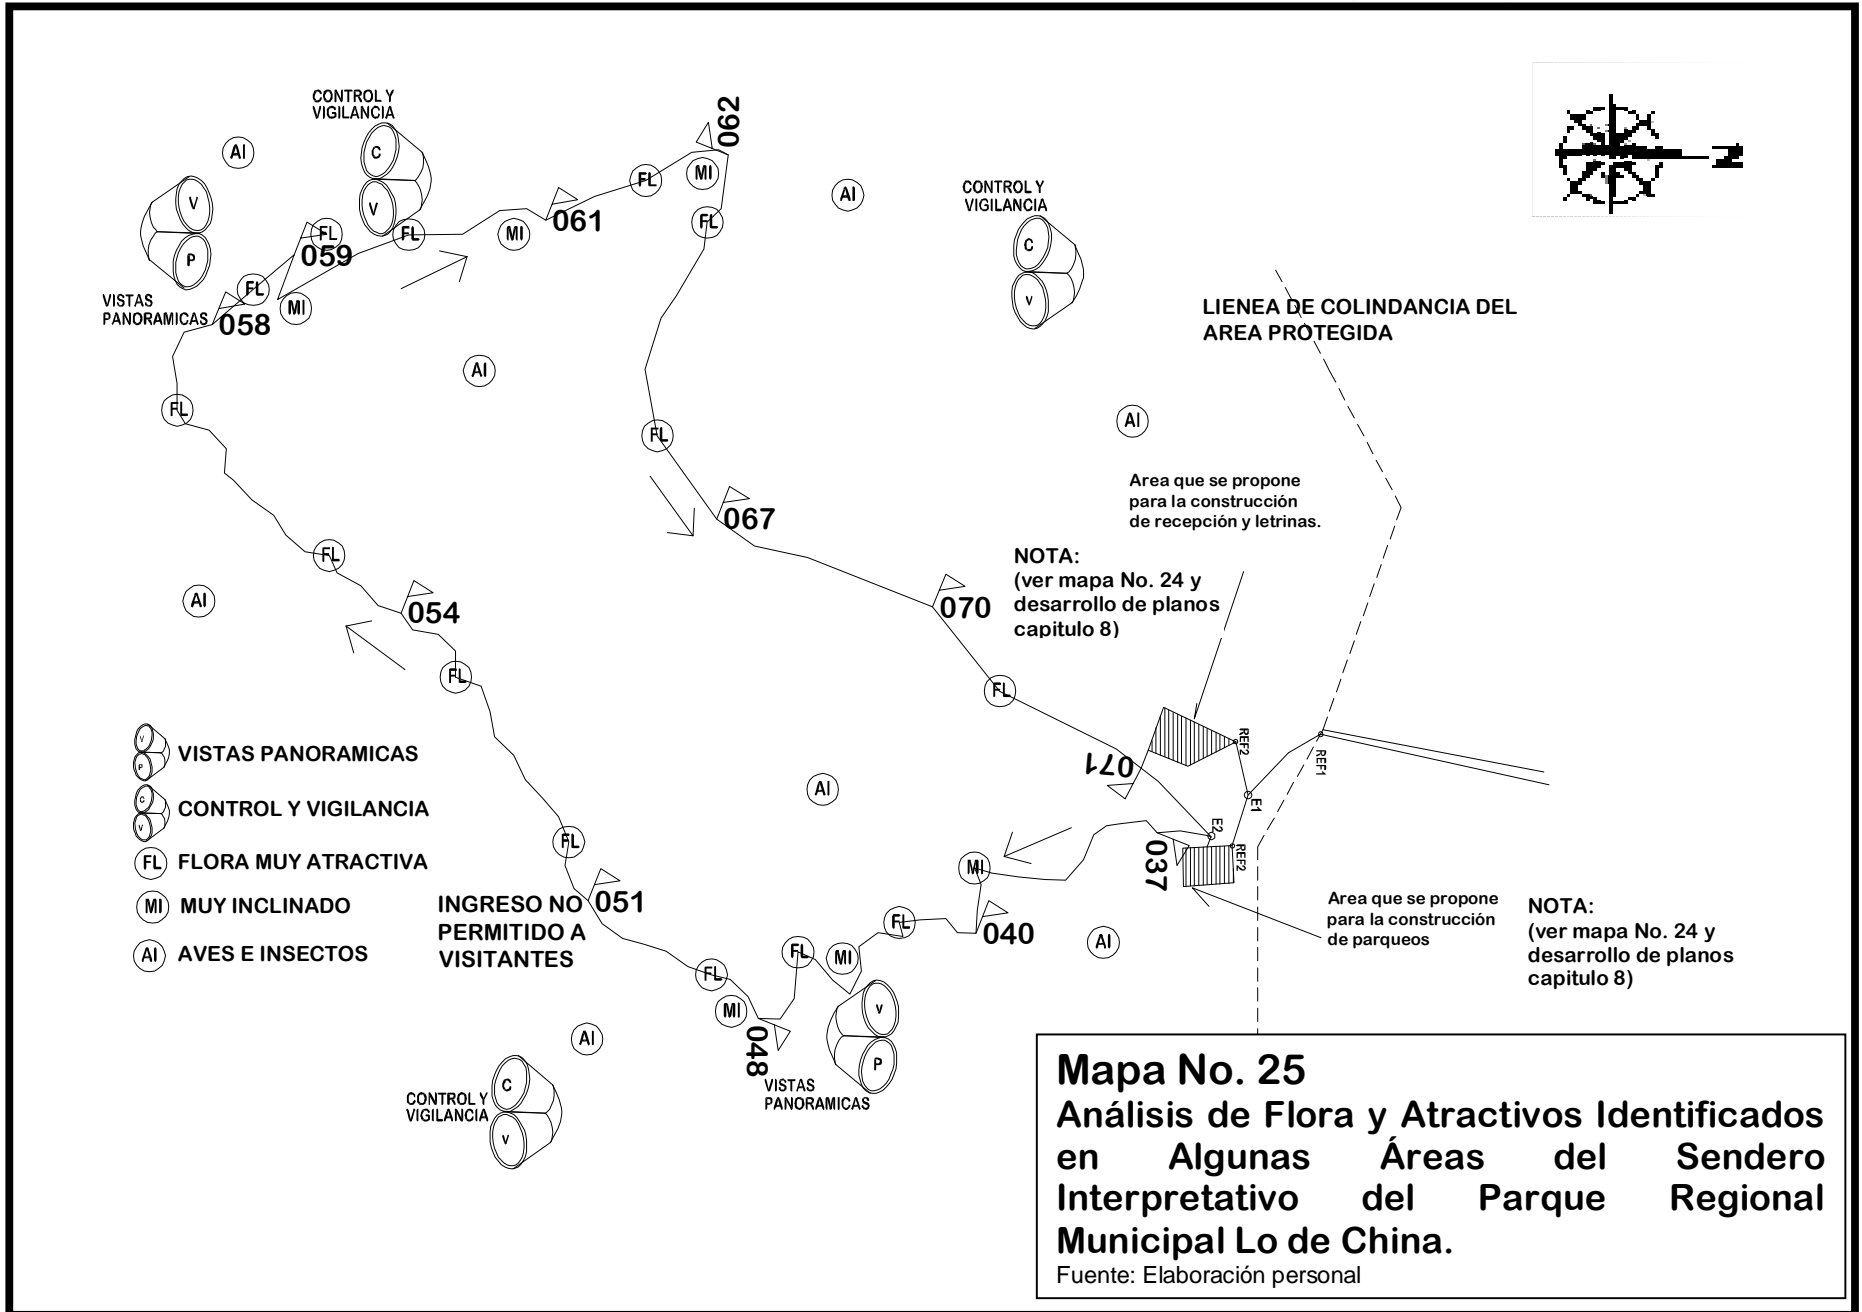 CONTROL Y
VIGILANCIA
C
V
AI
V
P
VISTAS
PANORAMICAS
FL
059
FL
058
MI
FL
MI
061
FL
MI
062
FL
AI
CONTROL Y
VIGILANCIA
C
V
N
LIENEA DE COLINDANCIA DEL
AREA PROTEGIDA
AI
AI
FL
FL
067
Area que se propone
para la construcción
de recepción y letrinas.
NOTA:
(ver mapa No. 24 y
desarrollo de planos
capitulo 8)
070
FL
AI
FL
054
FL
071
REF2
REF1
E1
E2
REF2
037
V
P
VISTAS PANORAMICAS
C
V
CONTROL Y VIGILANCIA
FL
FLORA MUY ATRACTIVA
MI
MUY INCLINADO
AI
AVES E INSECTOS
AI
FL
051
INGRESO NO
PERMITIDO A
VISITANTES
MI
040
FL
MI
FL
AI
FL
MI
048
V
P
VISTAS
PANORAMICAS
AI
CONTROL Y
VIGILANCIA
C
V
Area que se propone
para la construcción
de parqueos
NOTA:
(ver mapa No. 24 y
desarrollo de planos
capitulo 8)
Mapa No. 25
Análisis de Flora y Atractivos Identificados
en Algunas Áreas del Sendero
Interpretativo del Parque Regional
Municipal Lo de China.
Fuente: Elaboración personal